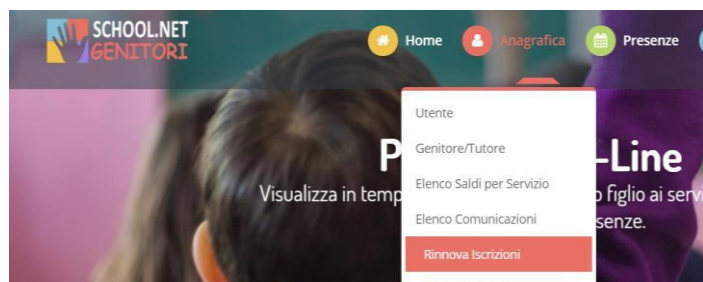 SCHOOL.NET
GENITORI
Home
Anagrafica
Presenze
Utente
Genitore/Tutore
Elenco Saldi per Servizio
Elenco Comunicazioni
Rinnova Iscrizioni
P
-Line
Visualizza in temp
figlio ai servi
senze.